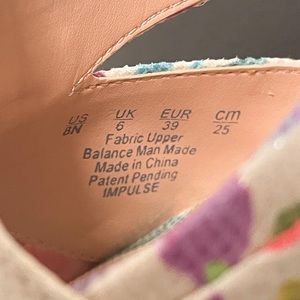 US UK EUR CM
8N 6 39 25
Fabric Upper
Balance Man Made
Made in China
Patent Pending
IMPULSE